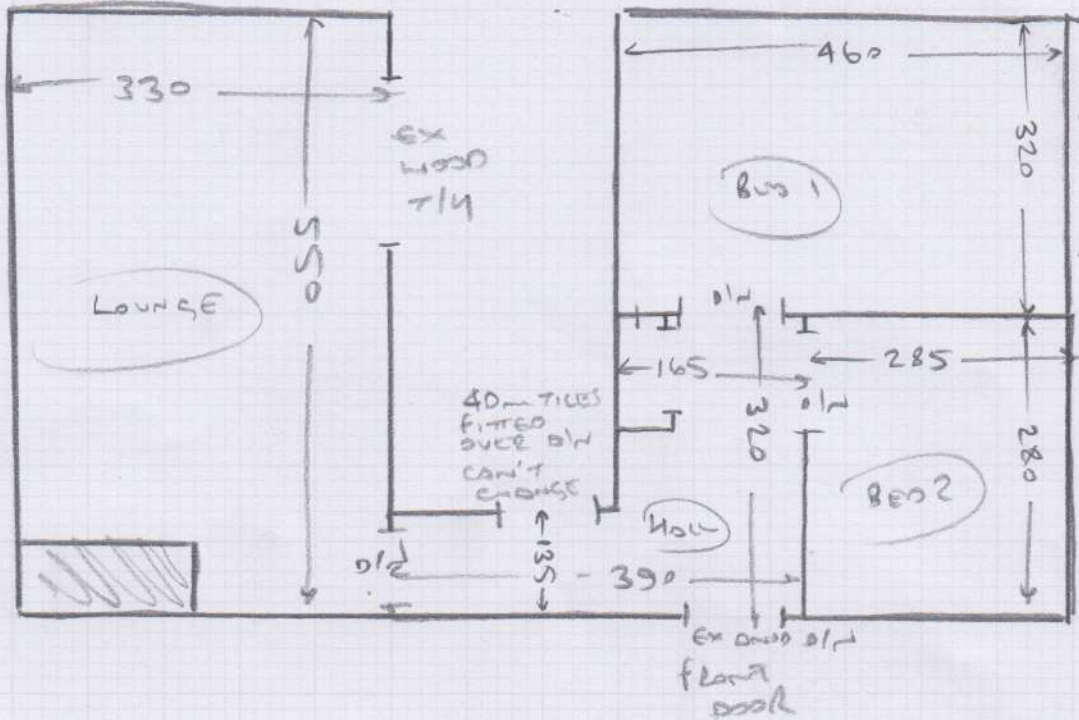 330
550
LOUNGE
EX
WOOD
T/4
460
320
BED 1
D/N
165
285
320
280
BED 2
40mm TILES
FITTED
OVER D/N
CAN'T
CHANGE
HALL
135
390
EX D/N
FRONT
DOOR